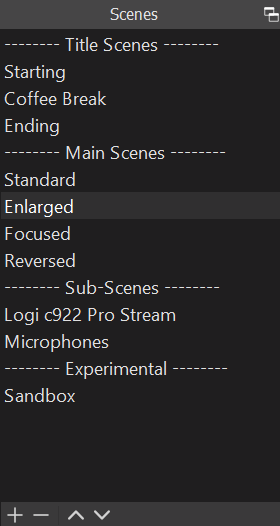 Scenes
-------- Title Scenes --------
Starting
Coffee Break
Ending
-------- Main Scenes --------
Standard
Enlarged
Focused
Reversed
-------- Sub-Scenes --------
Logi c922 Pro Stream
Microphones
-------- Experimental --------
Sandbox